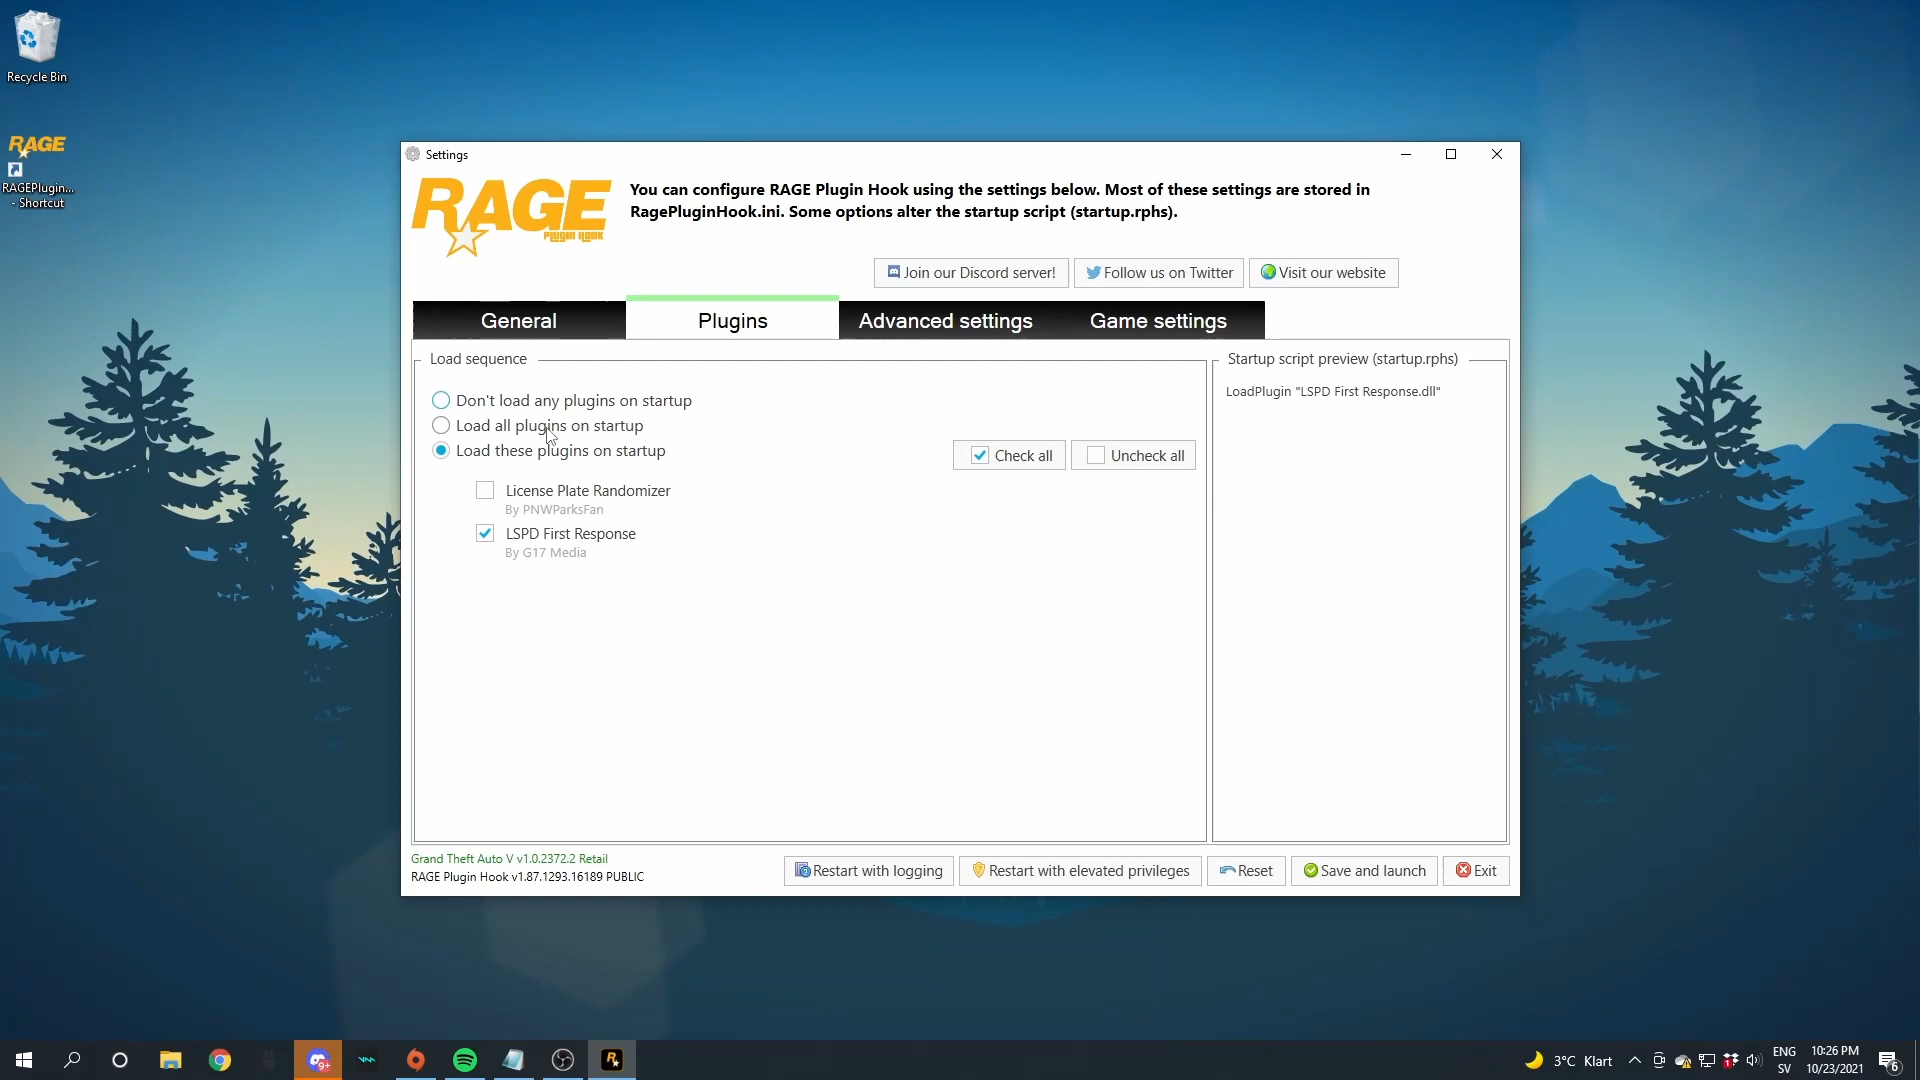 Recycle Bin
RAGE
RAGEPlugin...
- Shortcut
Settings
RAGE
PLUGIN HOOK
You can configure RAGE Plugin Hook using the settings below. Most of these settings are stored in
RagePluginHook.ini. Some options alter the startup script (startup.rphs).
Join our Discord server!
Follow us on Twitter
Visit our website
General
Plugins
Advanced settings
Game settings
Load sequence
Don't load any plugins on startup
Load all plugins on startup
Load these plugins on startup
Check all
Uncheck all
License Plate Randomizer
By PNWParksFan
LSPD First Response
By G17 Media
Startup script preview (startup.rphs)
LoadPlugin "LSPD First Response.dll"
Grand Theft Auto V v1.0.2372.2 Retail
RAGE Plugin Hook v1.87.1293.16189 PUBLIC
Restart with logging
Restart with elevated privileges
Reset
Save and launch
Exit
9+
R
3°C Klart
1
ENG
SV
10:26 PM
10/23/2021
6